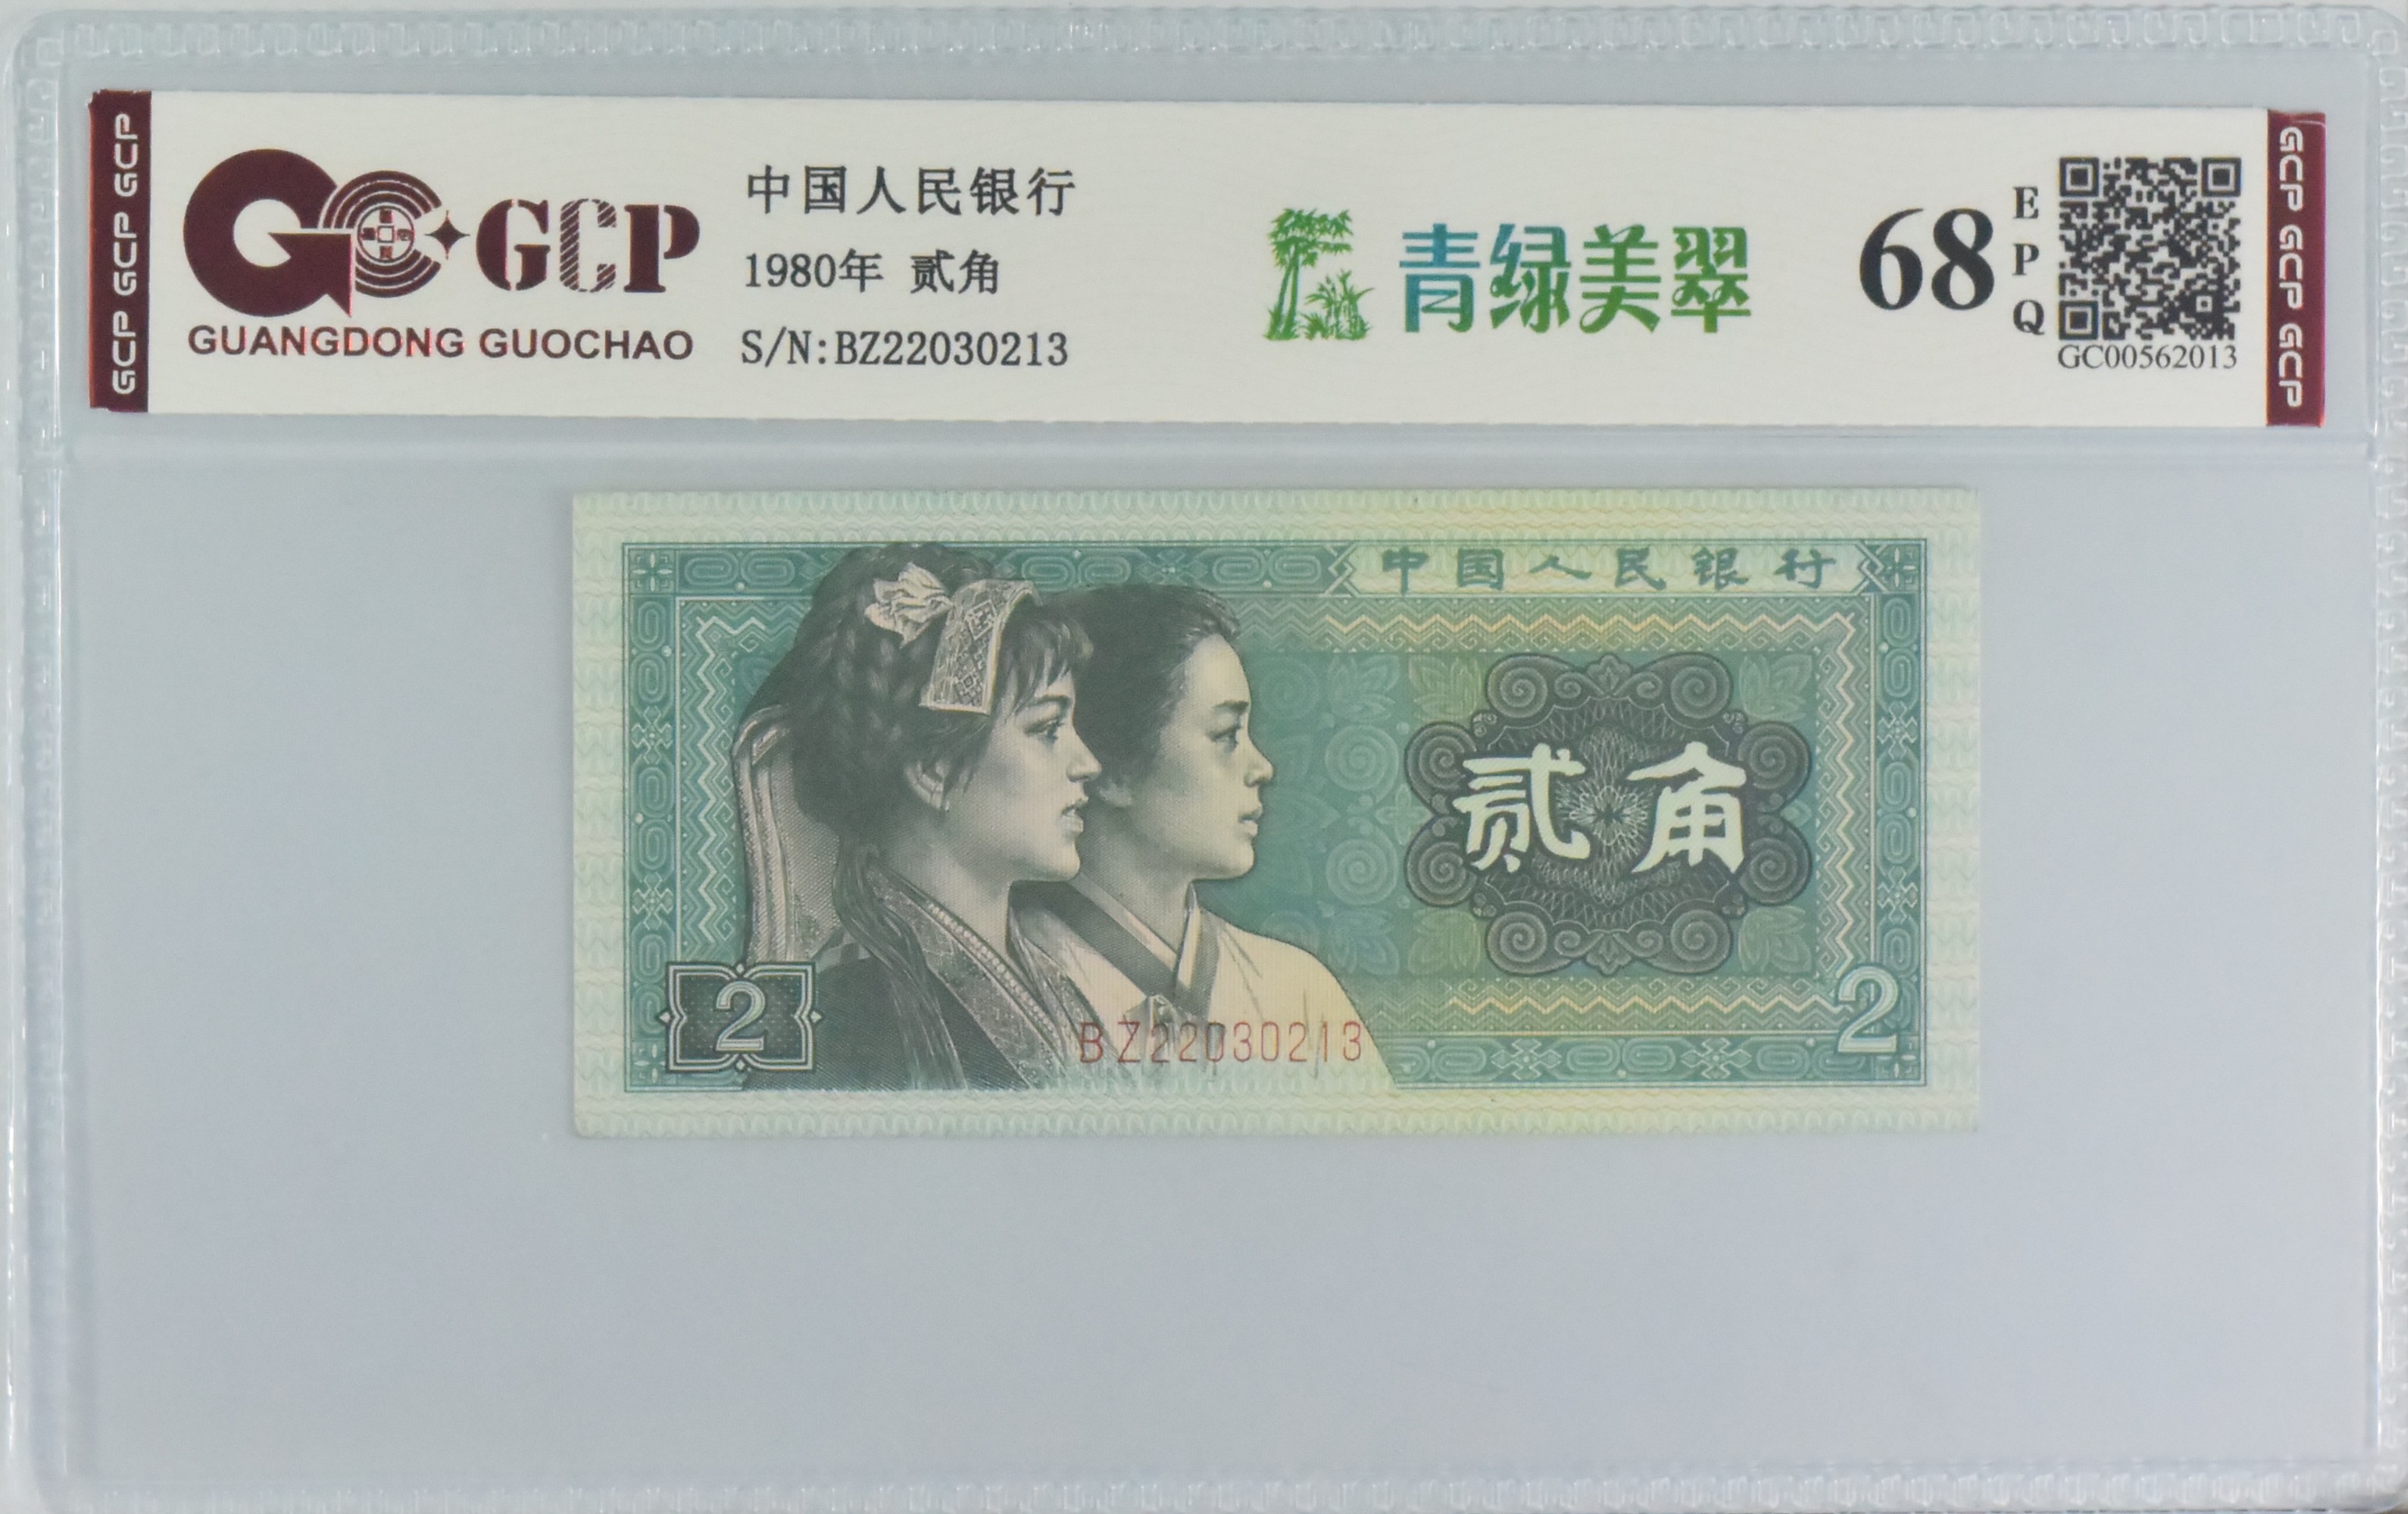 GCP GCP GCP
GCP
GUANGDONG GUOCHAO
中国人民银行
1980年 贰角
S/N:BZ22030213
青绿美翠
68
EPQ
GC00562013
GCP GCP GCP
中国人民银行
贰角
2
2
BZ22030213